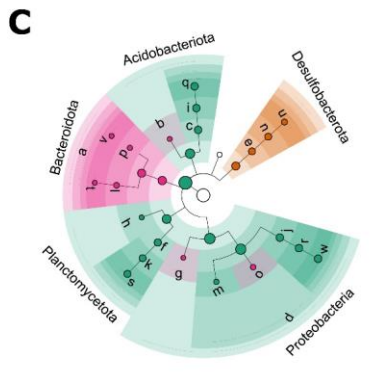 C
Acidobacteriota
Desulfobacterota
Bacteroidota
Planctomycetota
Proteobacteria
q
i
c
b
u
n
e
a
v
p
t
l
h
f
k
s
g
m
o
j
r
w
d